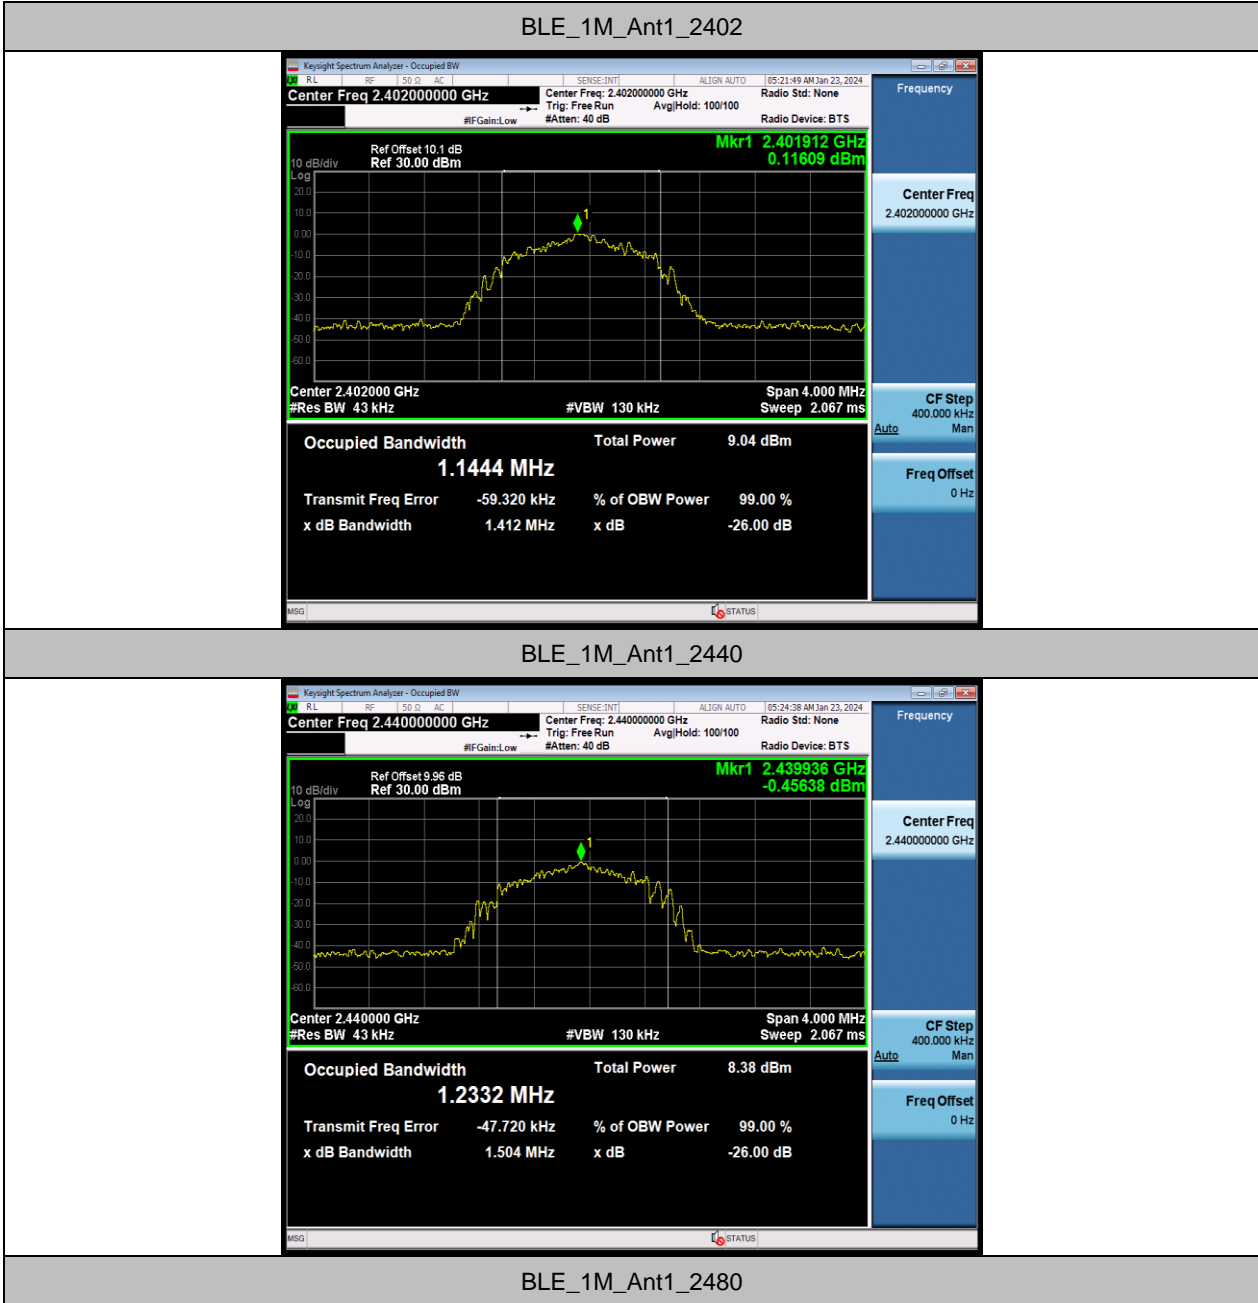 BLE_1M_Ant1_2402
Keysight Spectrum Analyzer - Occupied BW
RL RF 50 Ω AC SENSE:INT ALIGN AUTO 05:21:49 AM Jan 23, 2024
Center Freq 2.402000000 GHz
Center Freq: 2.402000000 GHz Radio Std: None
Trig: Free Run Avg|Hold: 100/100
#IFGain:Low #Atten: 40 dB Radio Device: BTS
Frequency
Mkr1 2.401912 GHz
0.11609 dBm
Ref Offset 10.1 dB
10 dB/div Ref 30.00 dBm
Log
20.0
10.0
0.00
-10.0
-20.0
-30.0
-40.0
-50.0
-60.0
1
Center 2.402000 GHz Span 4.000 MHz
#Res BW 43 kHz #VBW 130 kHz Sweep 2.067 ms
Center Freq
2.402000000 GHz
CF Step
400.000 kHz
Auto Man
Freq Offset
0 Hz
Occupied Bandwidth Total Power 9.04 dBm
1.1444 MHz
Transmit Freq Error -59.320 kHz % of OBW Power 99.00 %
x dB Bandwidth 1.412 MHz x dB -26.00 dB
MSG STATUS
BLE_1M_Ant1_2440
Keysight Spectrum Analyzer - Occupied BW
RL RF 50 Ω AC SENSE:INT ALIGN AUTO 05:24:38 AM Jan 23, 2024
Center Freq 2.440000000 GHz
Center Freq: 2.440000000 GHz Radio Std: None
Trig: Free Run Avg|Hold: 100/100
#IFGain:Low #Atten: 40 dB Radio Device: BTS
Frequency
Mkr1 2.439936 GHz
-0.45638 dBm
Ref Offset 9.96 dB
10 dB/div Ref 30.00 dBm
Log
20.0
10.0
0.00
-10.0
-20.0
-30.0
-40.0
-50.0
-60.0
1
Center 2.440000 GHz Span 4.000 MHz
#Res BW 43 kHz #VBW 130 kHz Sweep 2.067 ms
Center Freq
2.440000000 GHz
CF Step
400.000 kHz
Auto Man
Freq Offset
0 Hz
Occupied Bandwidth Total Power 8.38 dBm
1.2332 MHz
Transmit Freq Error -47.720 kHz % of OBW Power 99.00 %
x dB Bandwidth 1.504 MHz x dB -26.00 dB
MSG STATUS
BLE_1M_Ant1_2480